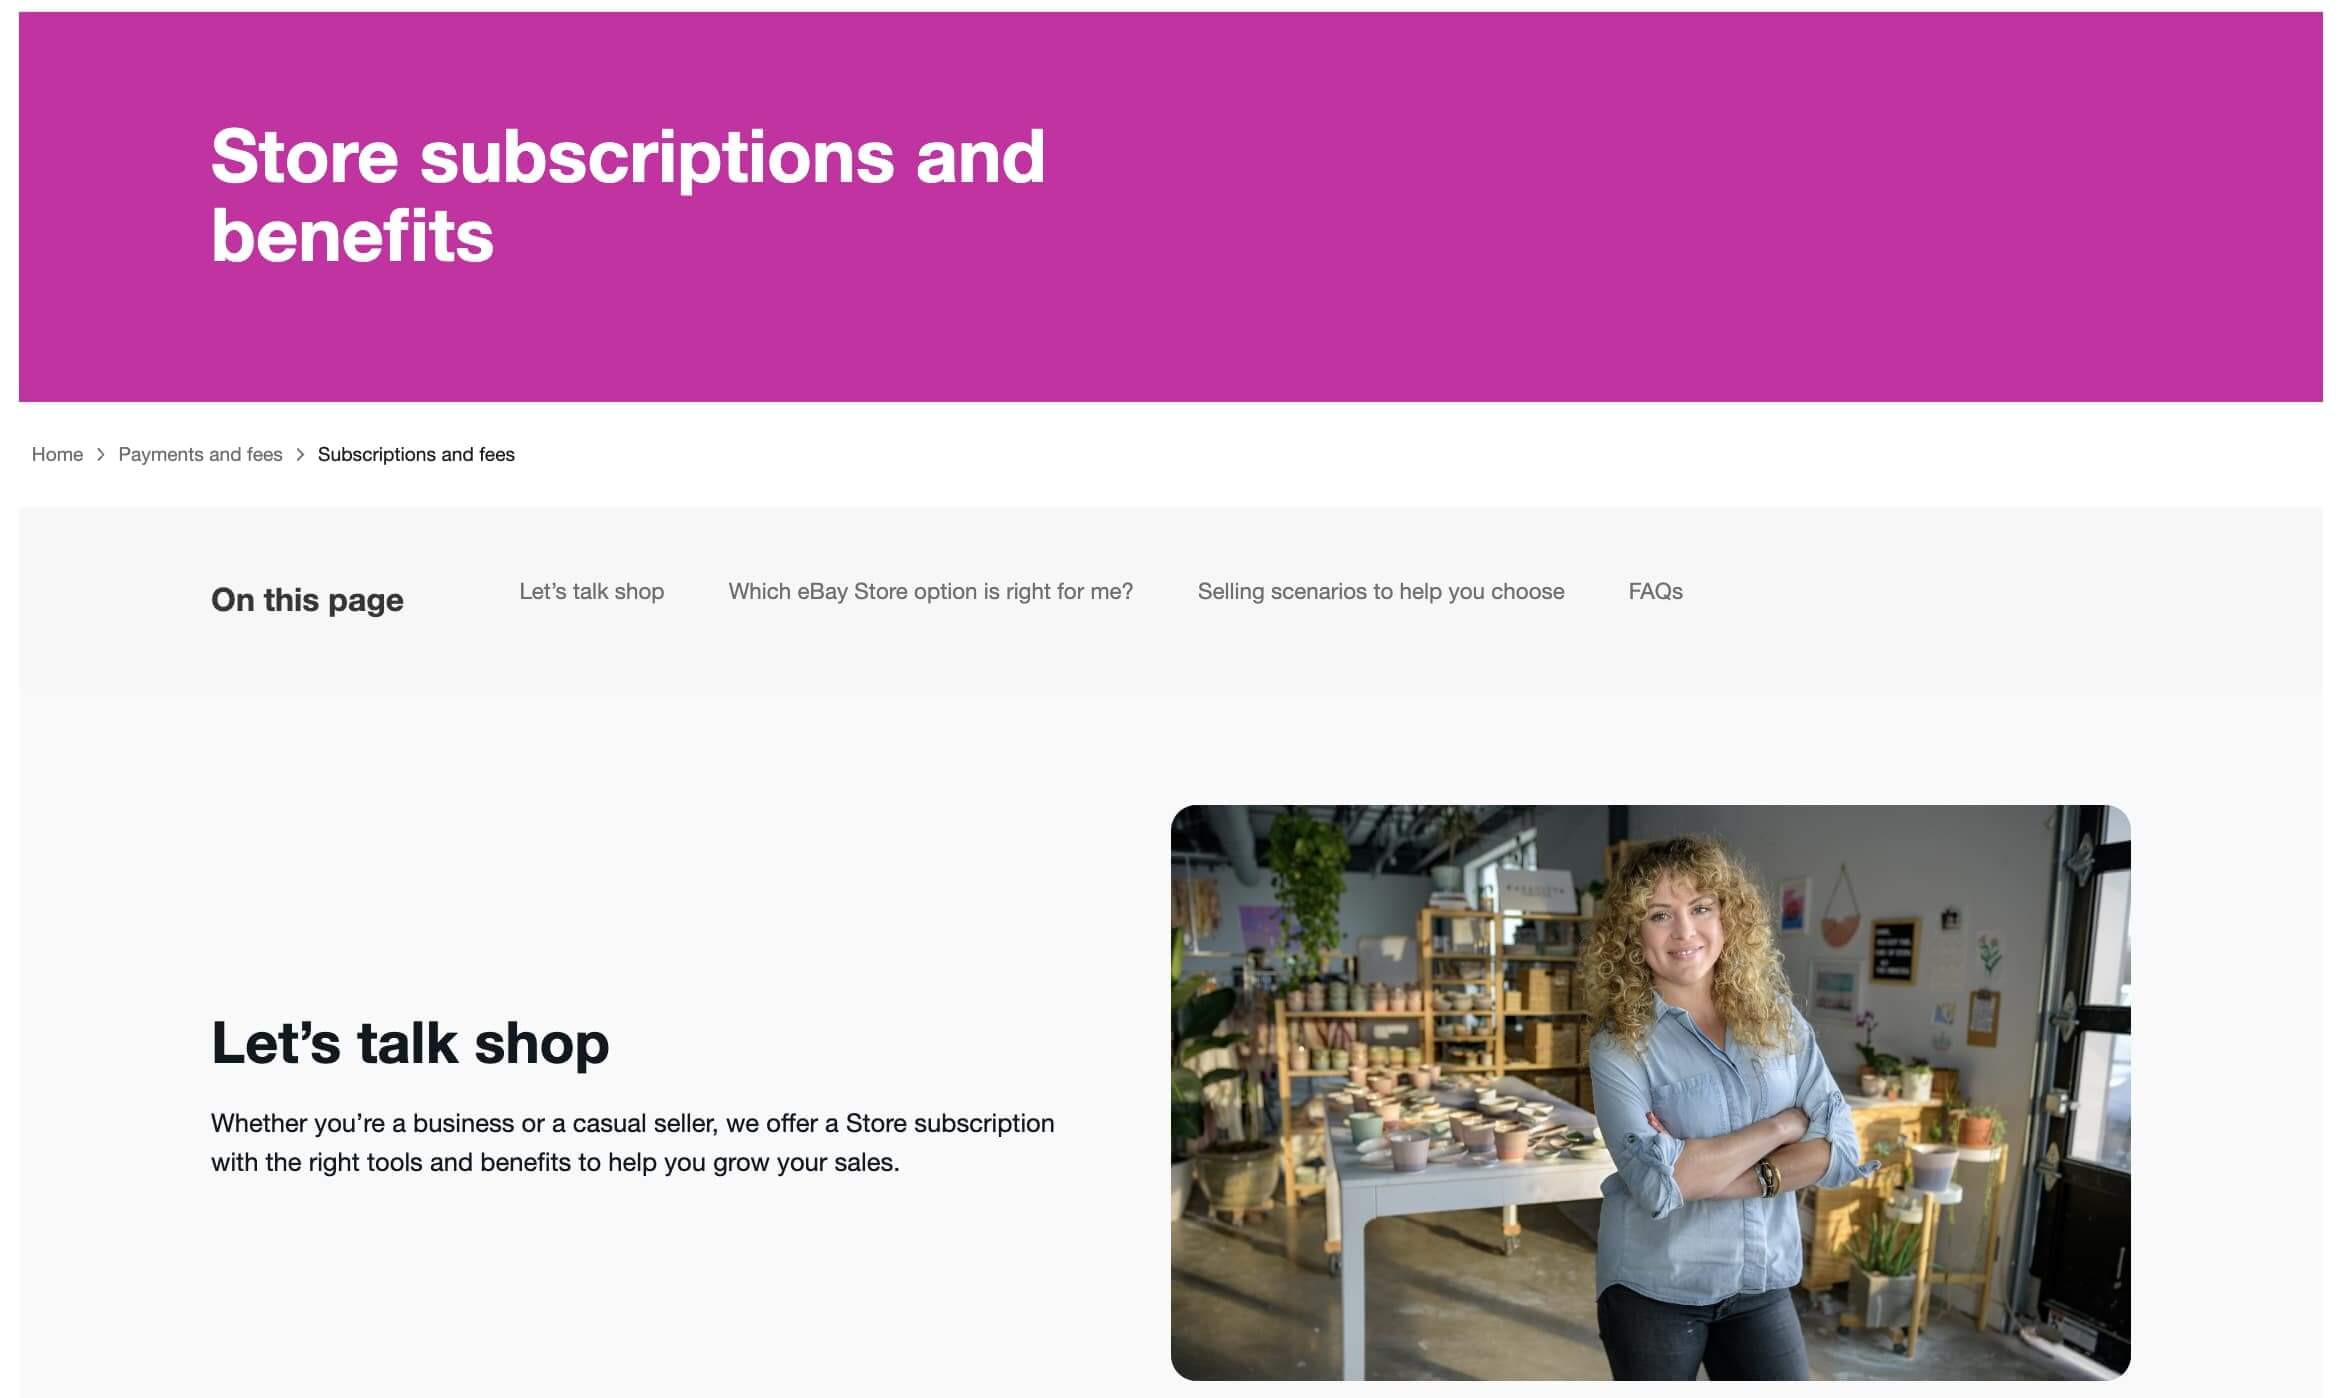 Store subscriptions and
benefits
Home > Payments and fees > Subscriptions and fees
On this page
Let’s talk shop
Which eBay Store option is right for me?
Selling scenarios to help you choose
FAQs
Let’s talk shop
Whether you’re a business or a casual seller, we offer a Store subscription
with the right tools and benefits to help you grow your sales.